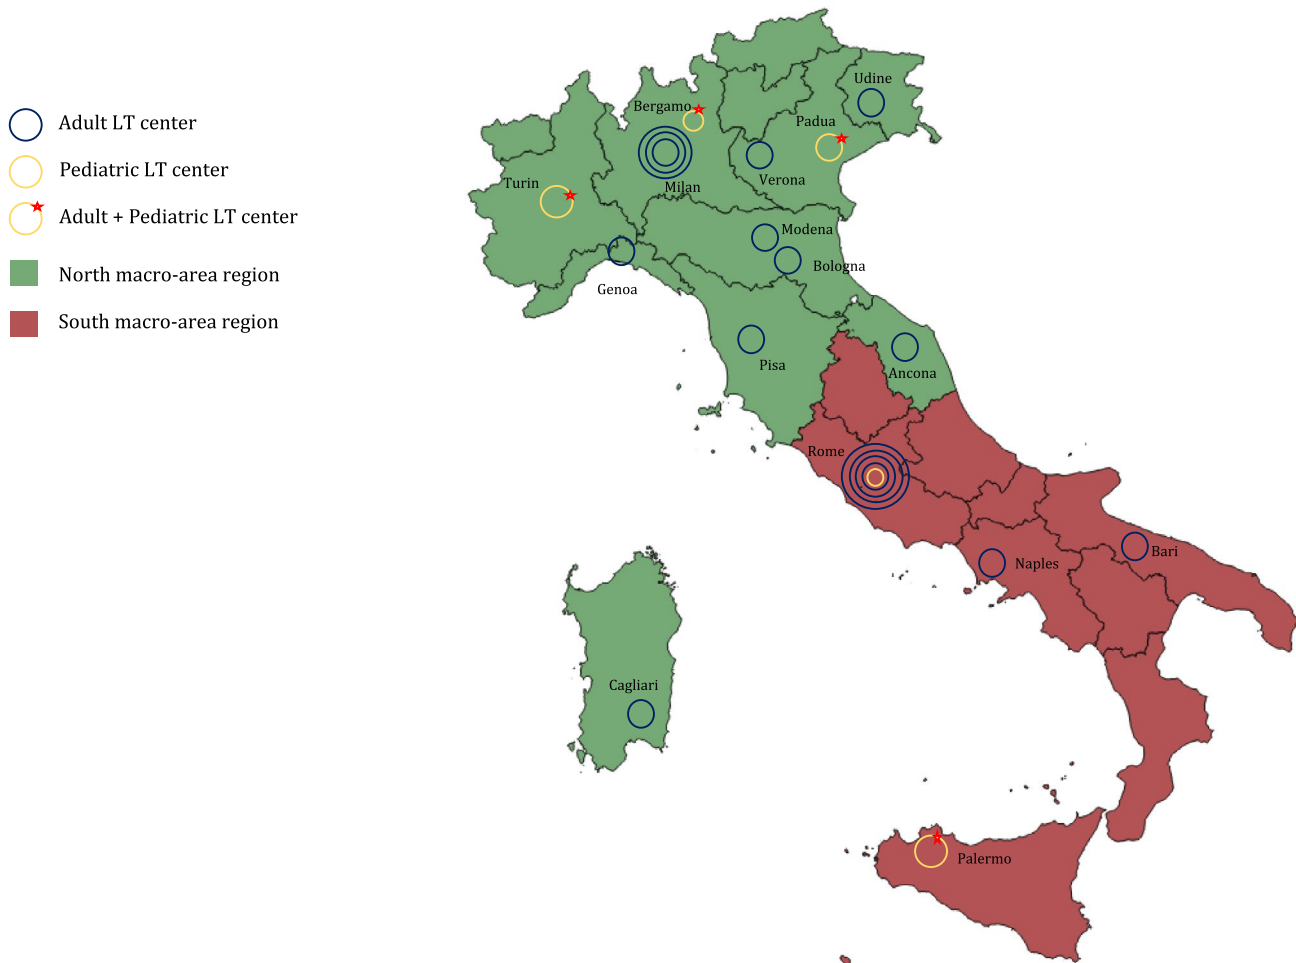 Adult LT center
Pediatric LT center
Adult + Pediatric LT center
North macro-area region
South macro-area region
Udine
Bergamo
Padua
Verona
Turin
Milan
Modena
Bologna
Genoa
Pisa
Ancona
Rome
Bari
Naples
Cagliari
Palermo